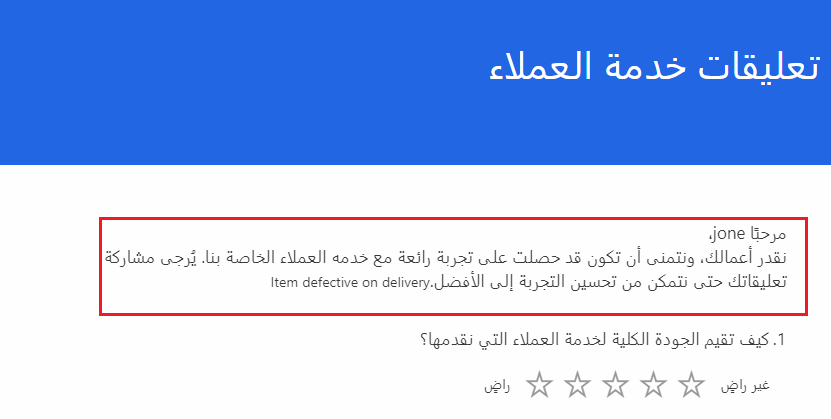 تعليقات خدمة العملاء
مرحبًا jone،
نقدر أعمالك، ونتمنى أن تكون قد حصلت على تجربة رائعة مع خدمه العملاء الخاصة بنا. يُرجى مشاركة
تعليقاتك حتى نتمكن من تحسين التجربة إلى الأفضل.Item defective on delivery
1. كيف تقيم الجودة الكلية لخدمة العملاء التي نقدمها؟
غير راضٍ راضٍ